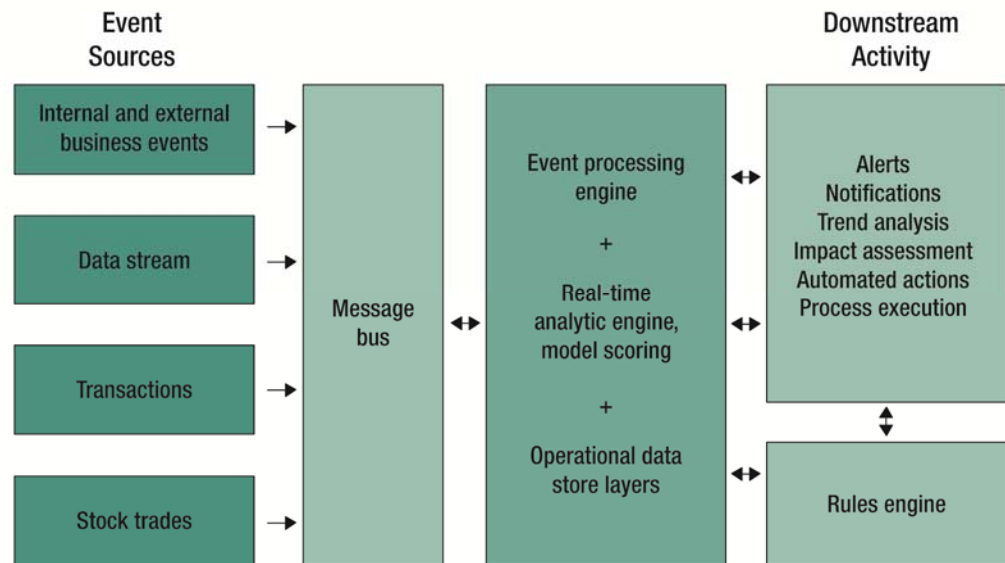 Event
Sources
Downstream
Activity
Internal and external
business events
Data stream
Transactions
Stock trades
Message
bus
Event processing
engine
+
Real-time
analytic engine,
model scoring
+
Operational data
store layers
Alerts
Notifications
Trend analysis
Impact assessment
Automated actions
Process execution
Rules engine